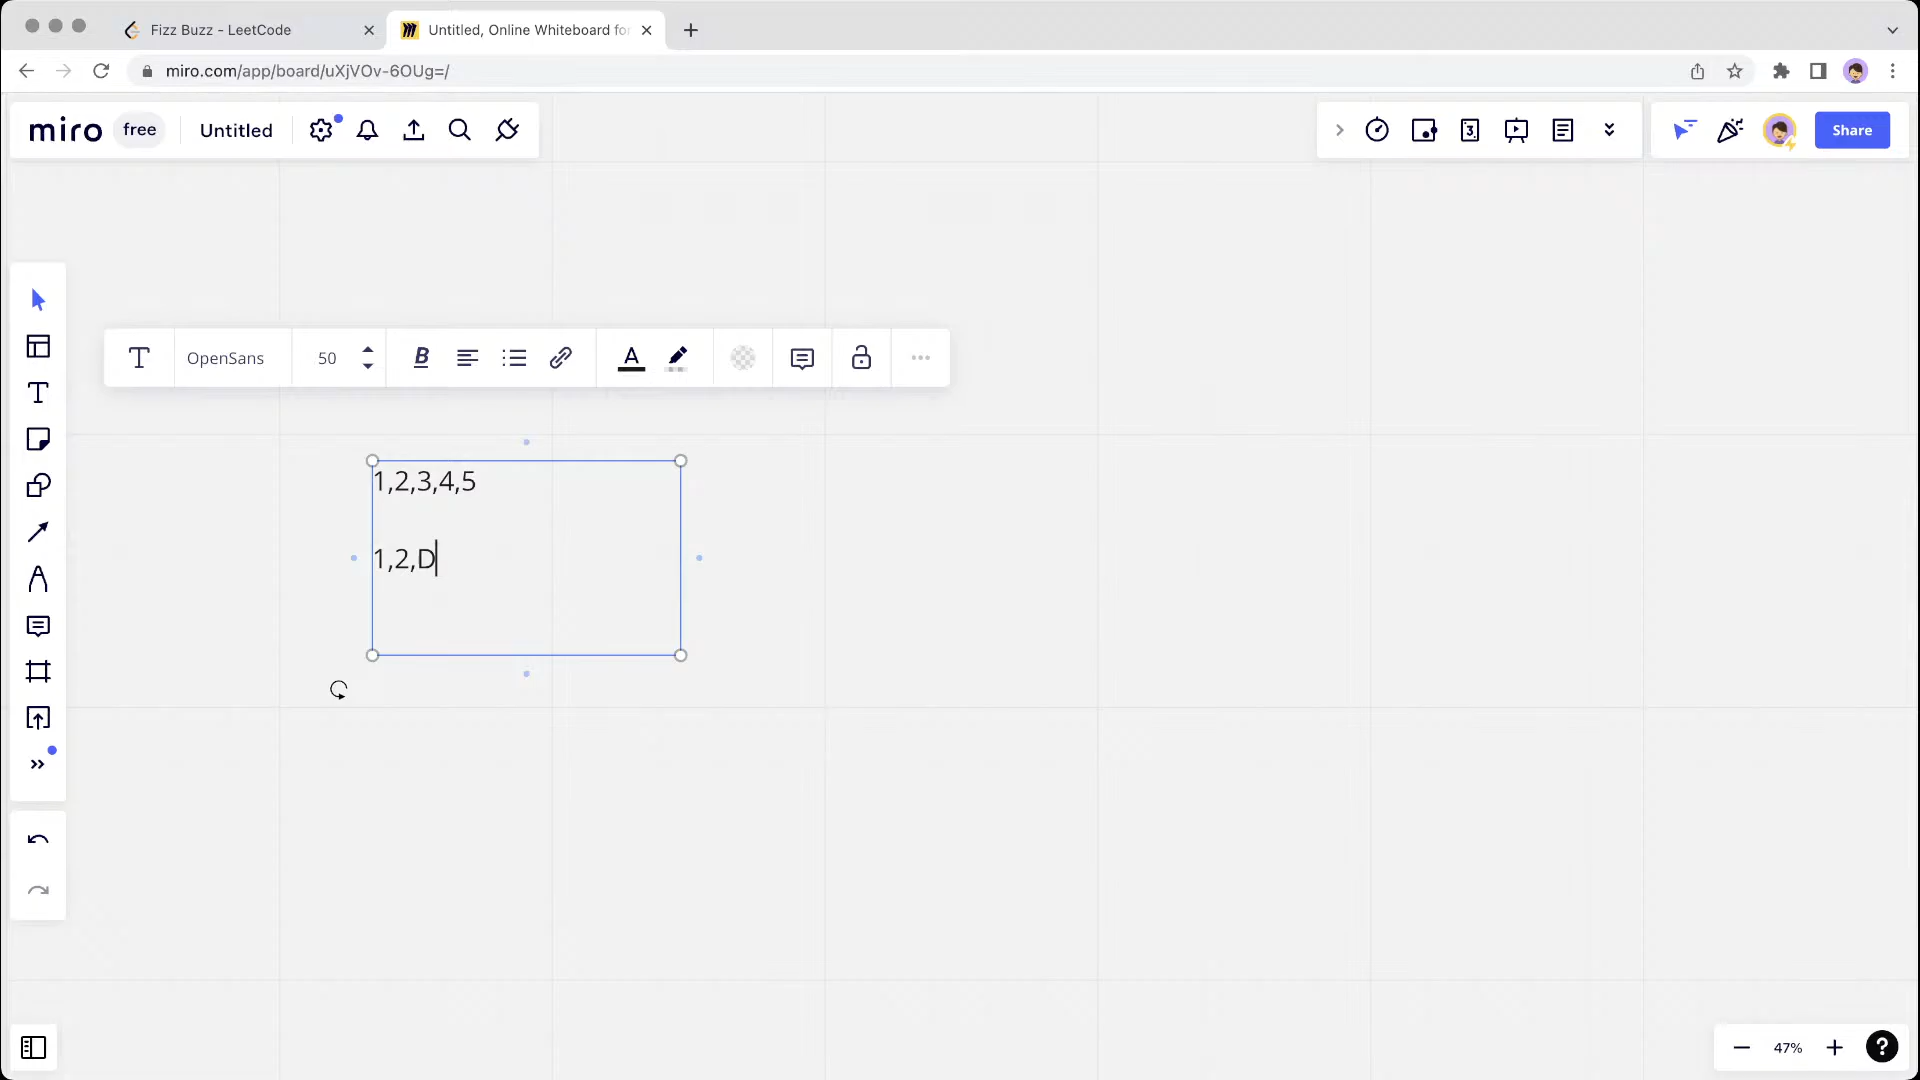 Fizz Buzz - LeetCode
Untitled, Online Whiteboard for
miro.com/app/board/uXjVOv-6OUg=/
miro free Untitled
Share
OpenSans 50
1,2,3,4,5
1,2,D
47%